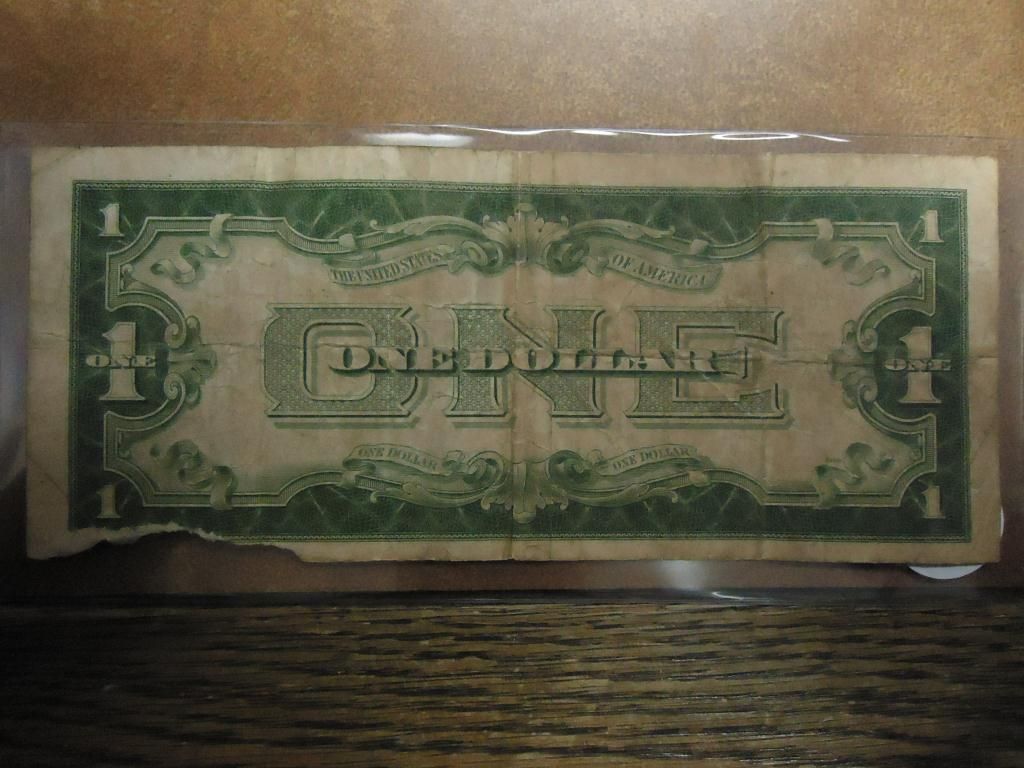 1 1
THE UNITED STATES OF AMERICA
ONE
ONE DOLLAR
1 ONE 1 ONE
ONE DOLLAR ONE DOLLAR
1 1